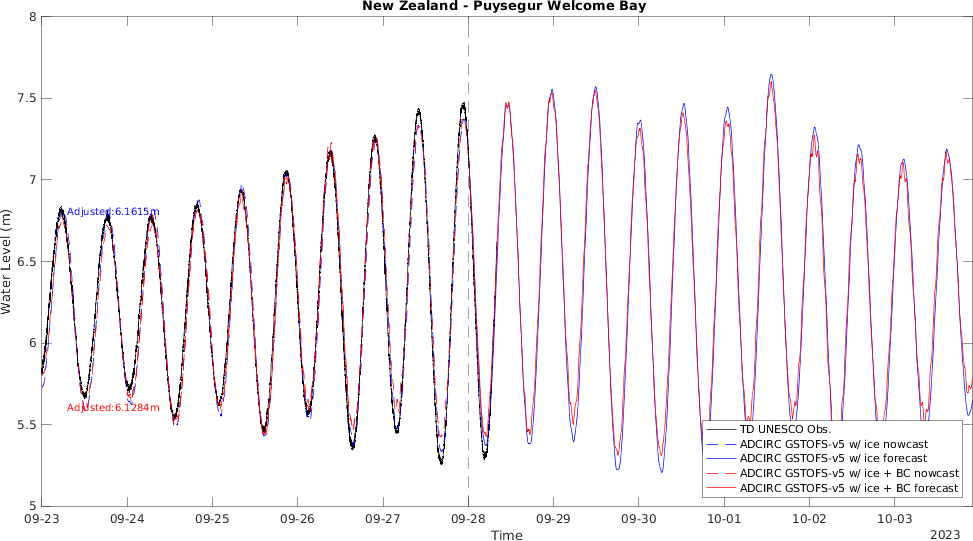 New Zealand - Puysegur Welcome Bay
Water Level (m)
8
7.5
7
6.5
6
5.5
5
Adjusted:6.1615m
Adjusted:6.1284m
TD UNESCO Obs.
ADCIRC GSTOFS-v5 w/ ice nowcast
ADCIRC GSTOFS-v5 w/ ice forecast
ADCIRC GSTOFS-v5 w/ ice + BC nowcast
ADCIRC GSTOFS-v5 w/ ice + BC forecast
09-23 09-24 09-25 09-26 09-27 09-28 09-29 09-30 10-01 10-02 10-03
Time
2023